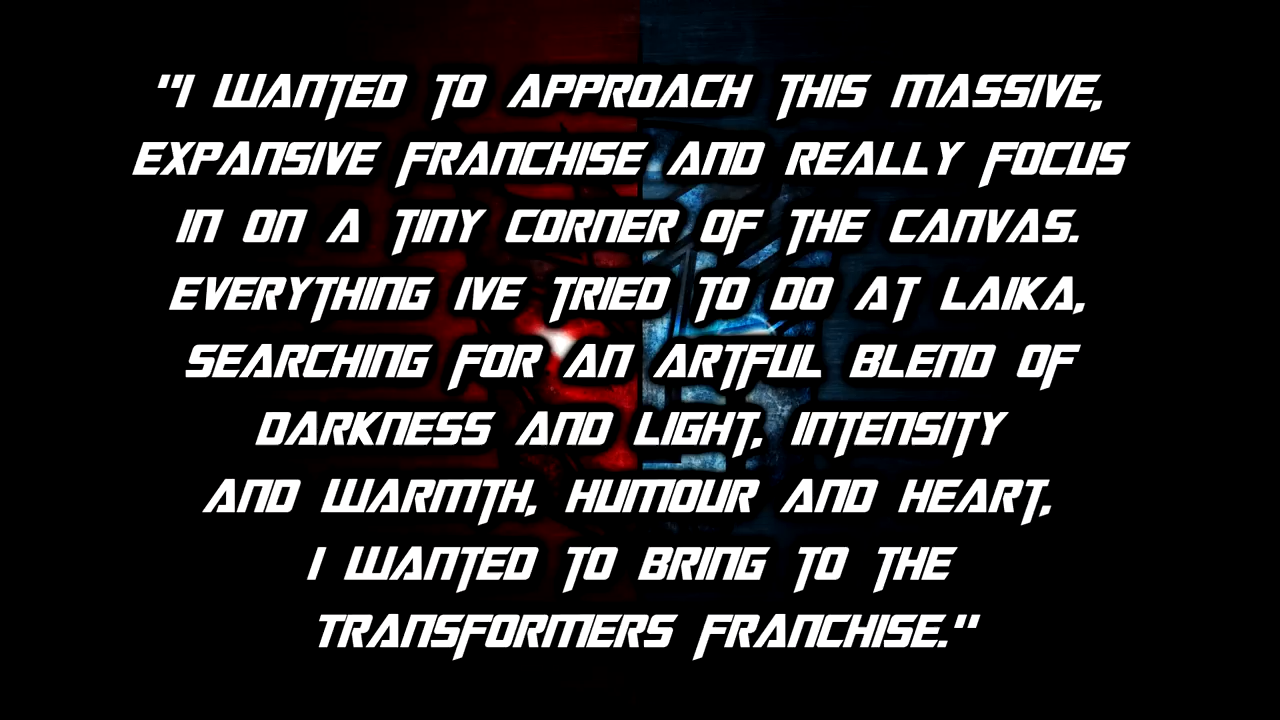 "I WANTED TO APPROACH THIS MASSIVE,
EXPANSIVE FRANCHISE AND REALLY FOCUS
IN ON A TINY CORNER OF THE CANVAS.
EVERYTHING IVE TRIED TO DO AT LAIKA,
SEARCHING FOR AN ARTFUL BLEND OF
DARKNESS AND LIGHT, INTENSITY
AND WARMTH, HUMOUR AND HEART,
I WANTED TO BRING TO THE
TRANSFORMERS FRANCHISE."